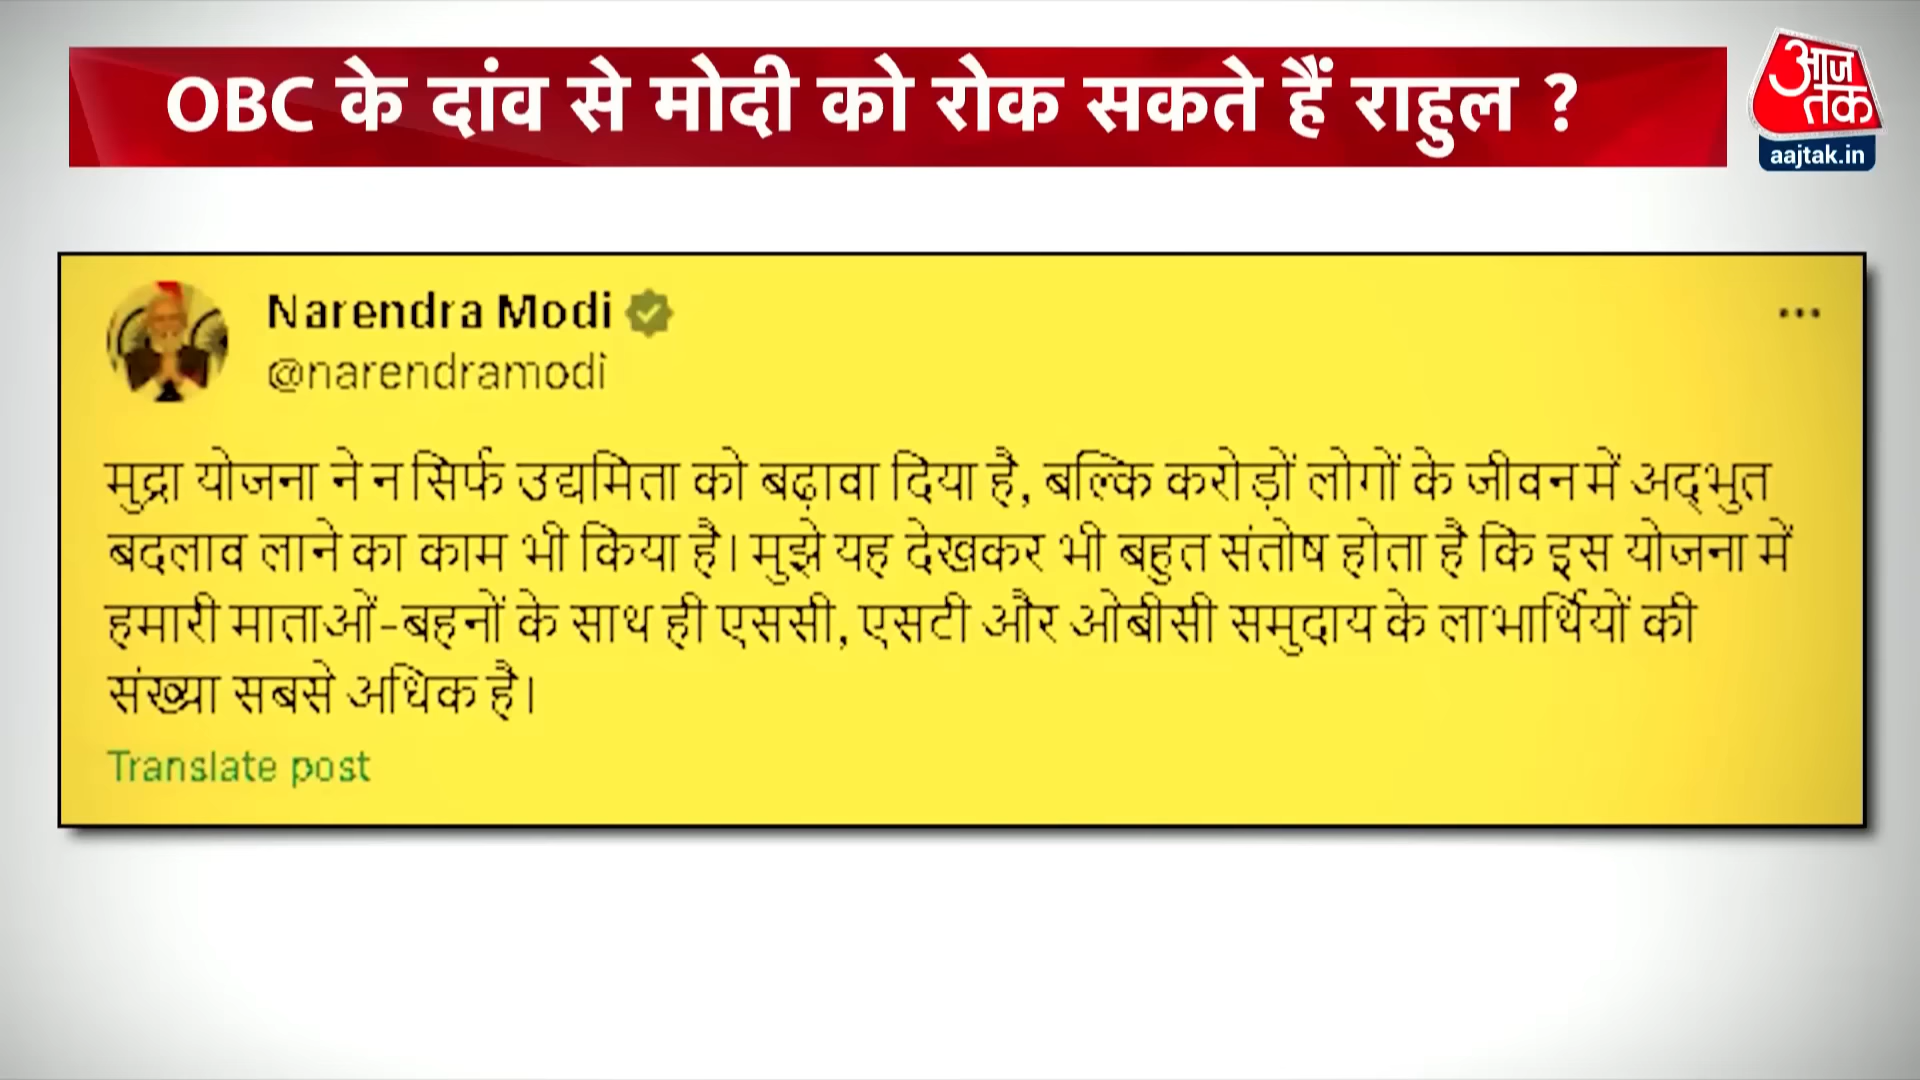 OBC के दांव से मोदी को रोक सकते हैं राहुल ?
आज
तक
aajtak.in
Narendra Modi
@narendramodi
मुद्रा योजना ने न सिर्फ उद्यमिता को बढ़ावा दिया है, बल्कि करोड़ों लोगों के जीवन में अद्भुत
बदलाव लाने का काम भी किया है। मुझे यह देखकर भी बहुत संतोष होता है कि इस योजना में
हमारी माताओं-बहनों के साथ ही एससी, एसटी और ओबीसी समुदाय के लाभार्थियों की
संख्या सबसे अधिक है।
Translate post